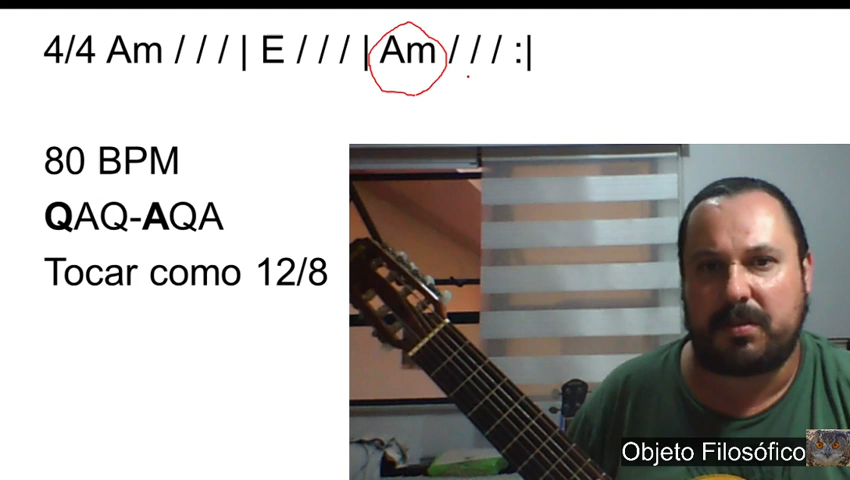 4/4 Am / / / | E / / / | Am / / / :|
80 BPM
QAQ-AQA
Tocar como 12/8
Objeto Filosófico